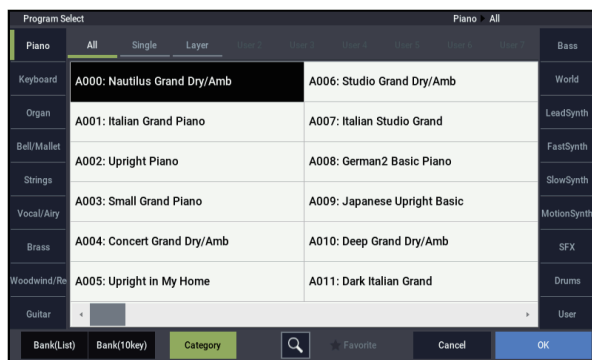 Program Select
Piano ▶ All
Piano
All
Single
Layer
User 2
User 3
User 4
User 5
User 6
User 7
Bass
Keyboard
A000: Nautilus Grand Dry/Amb
A006: Studio Grand Dry/Amb
World
Organ
A001: Italian Grand Piano
A007: Italian Studio Grand
LeadSynth
Bell/Mallet
A002: Upright Piano
A008: German2 Basic Piano
FastSynth
Strings
SlowSynth
A003: Small Grand Piano
A009: Japanese Upright Basic
Vocal/Airy
MotionSynth
Brass
A004: Concert Grand Dry/Amb
A010: Deep Grand Dry/Amb
SFX
Woodwind/Re
A005: Upright in My Home
A011: Dark Italian Grand
Drums
Guitar
User
Bank(List)
Bank(10key)
Category
Favorite
Cancel
OK